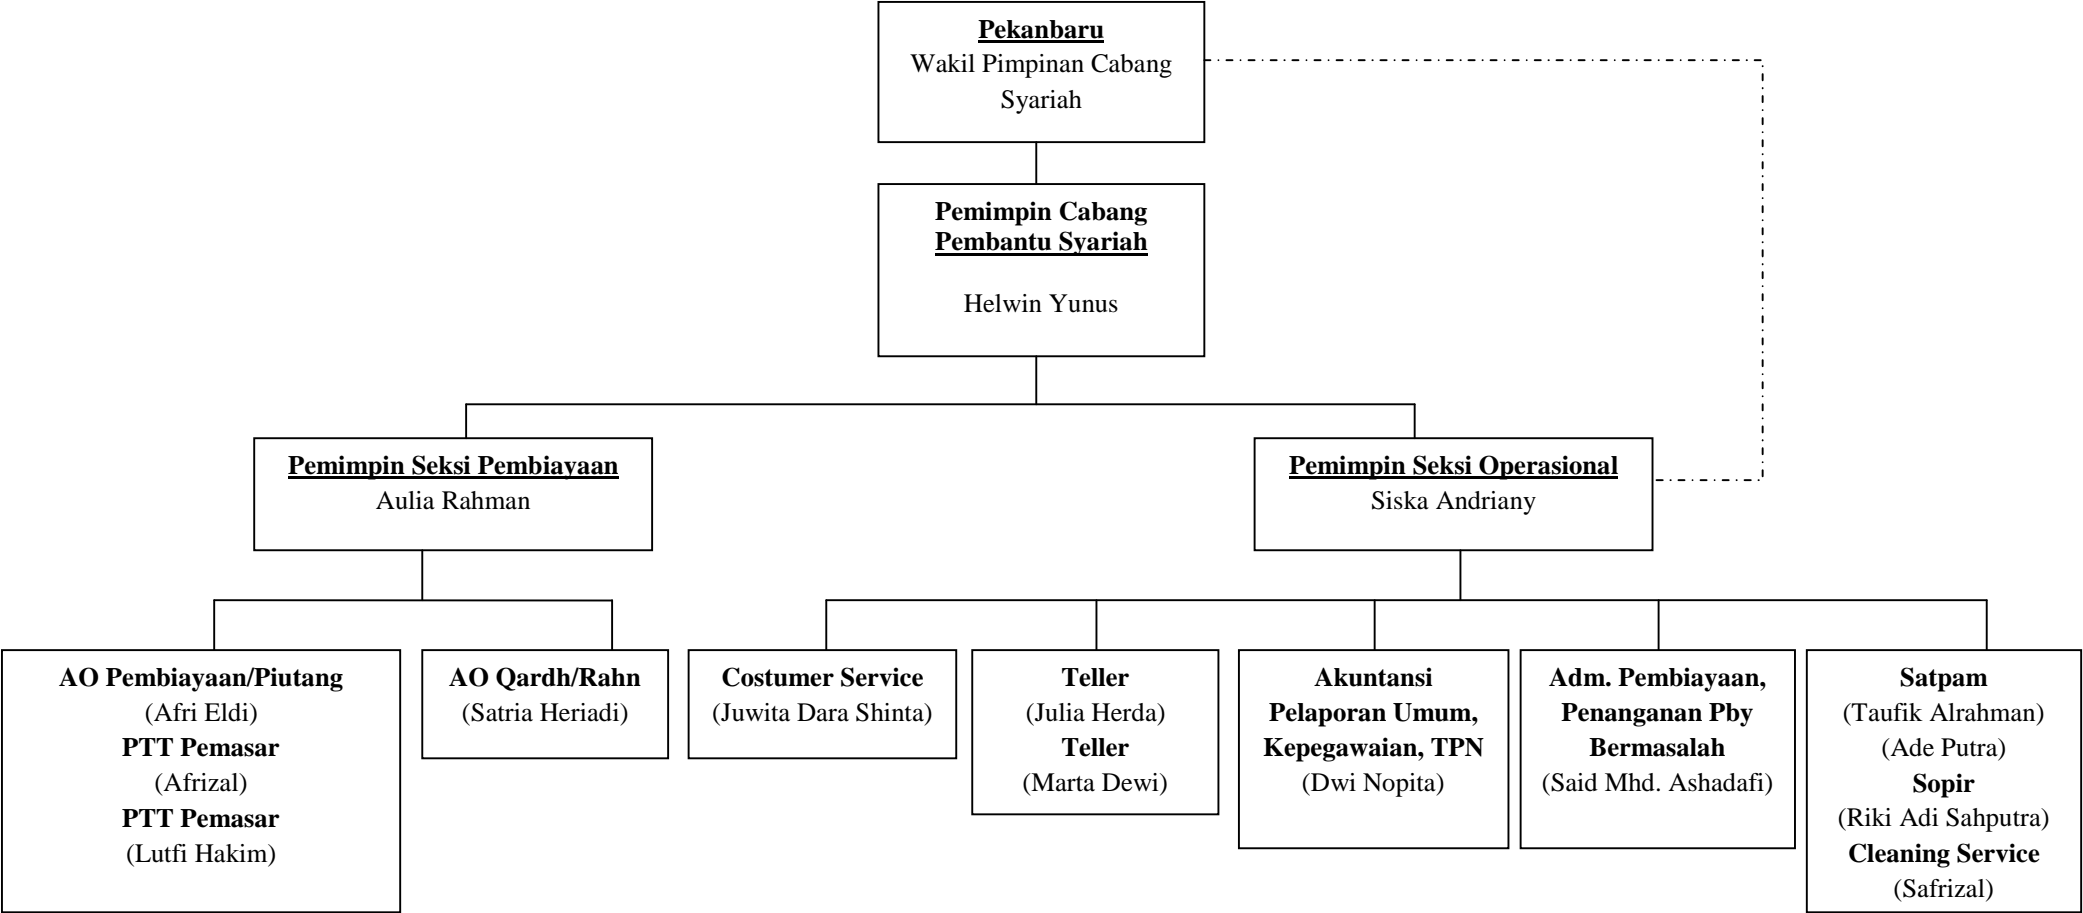 Pekanbaru
Wakil Pimpinan Cabang
Syariah
Pemimpin Cabang
Pembantu Syariah
Helwin Yunus
Pemimpin Seksi Pembiayaan
Aulia Rahman
Pemimpin Seksi Operasional
Siska Andriany
AO Pembiayaan/Piutang
(Afri Eldi)
PTT Pemasar
(Afrizal)
PTT Pemasar
(Lutfi Hakim)
AO Qardh/Rahn
(Satria Heriadi)
Costumer Service
(Juwita Dara Shinta)
Teller
(Julia Herda)
Teller
(Marta Dewi)
Akuntansi
Pelaporan Umum,
Kepegawaian, TPN
(Dwi Nopita)
Adm. Pembiayaan,
Penanganan Pby
Bermasalah
(Said Mhd. Ashadafi)
Satpam
(Taufik Alrahman)
(Ade Putra)
Sopir
(Riki Adi Sahputra)
Cleaning Service
(Safrizal)